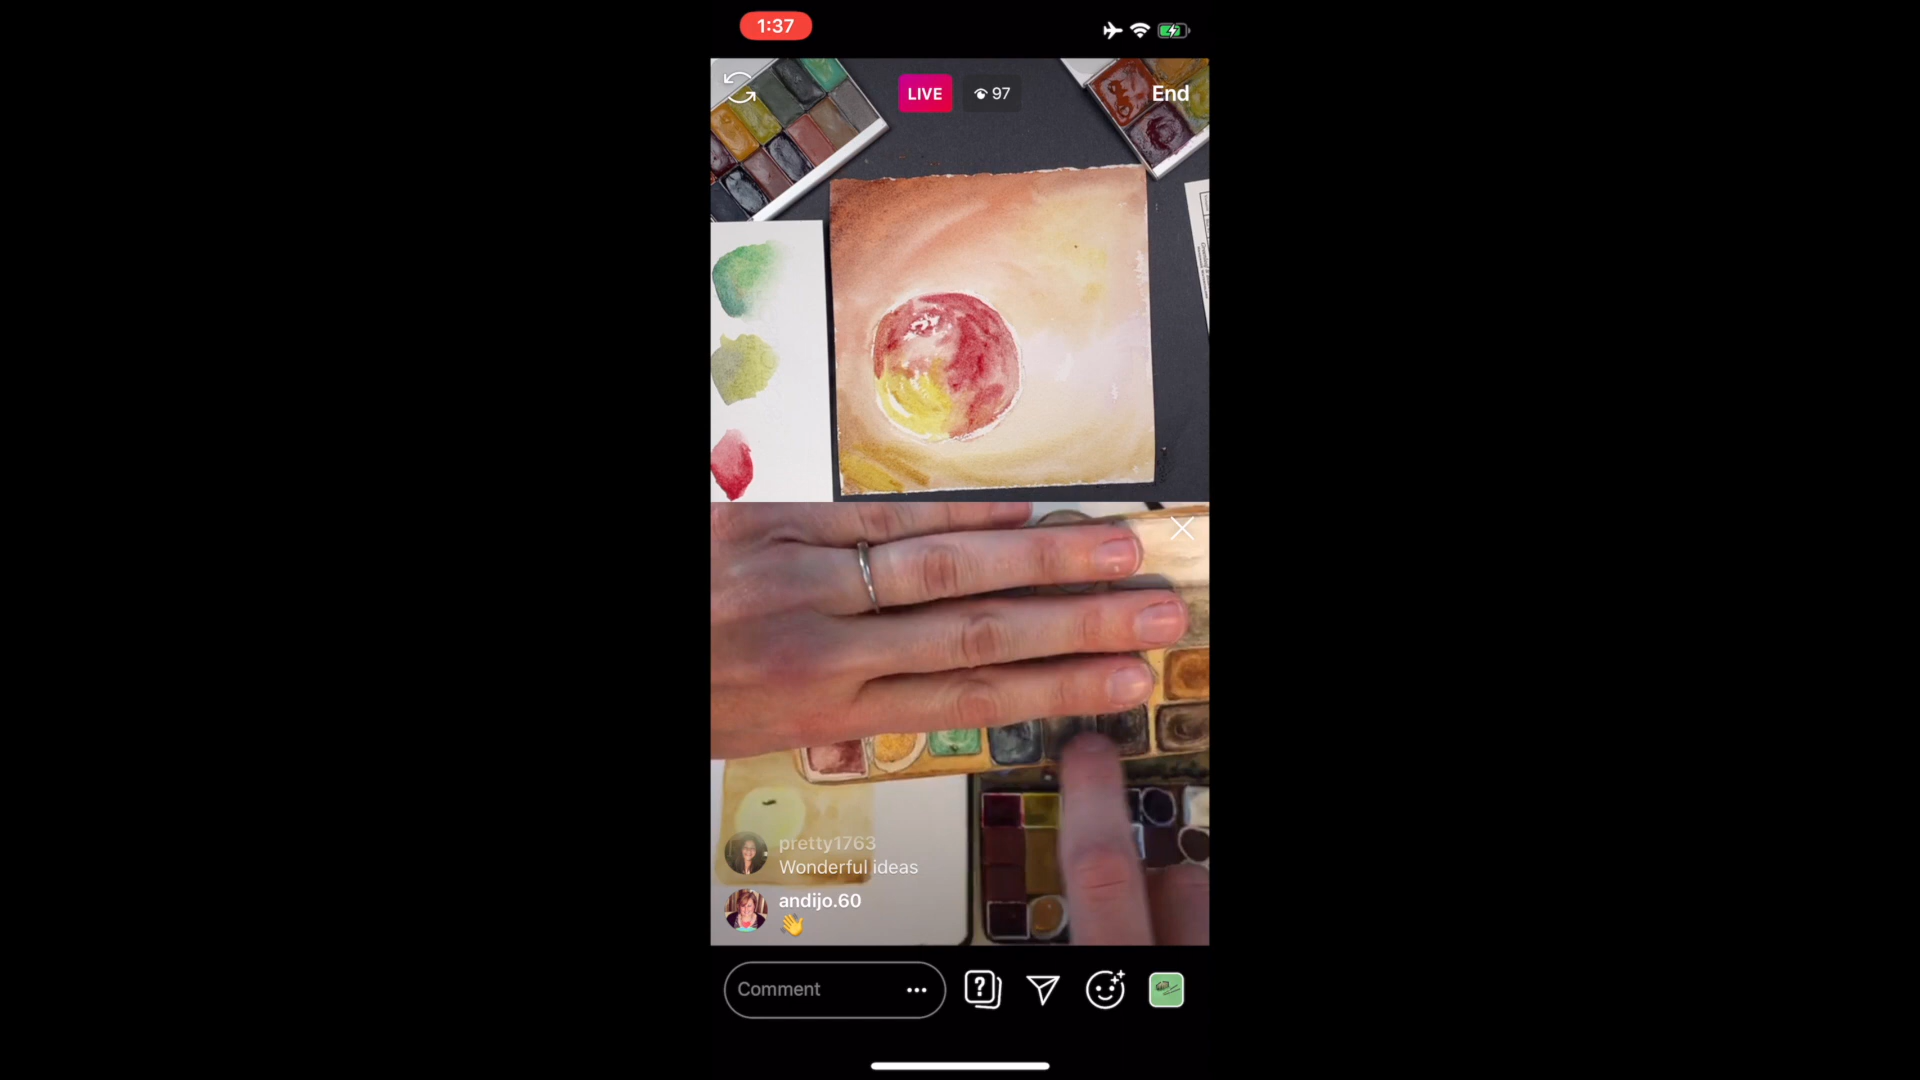 1:37
LIVE
97
End
pretty1763
Wonderful ideas
andijo.60
👋
Comment